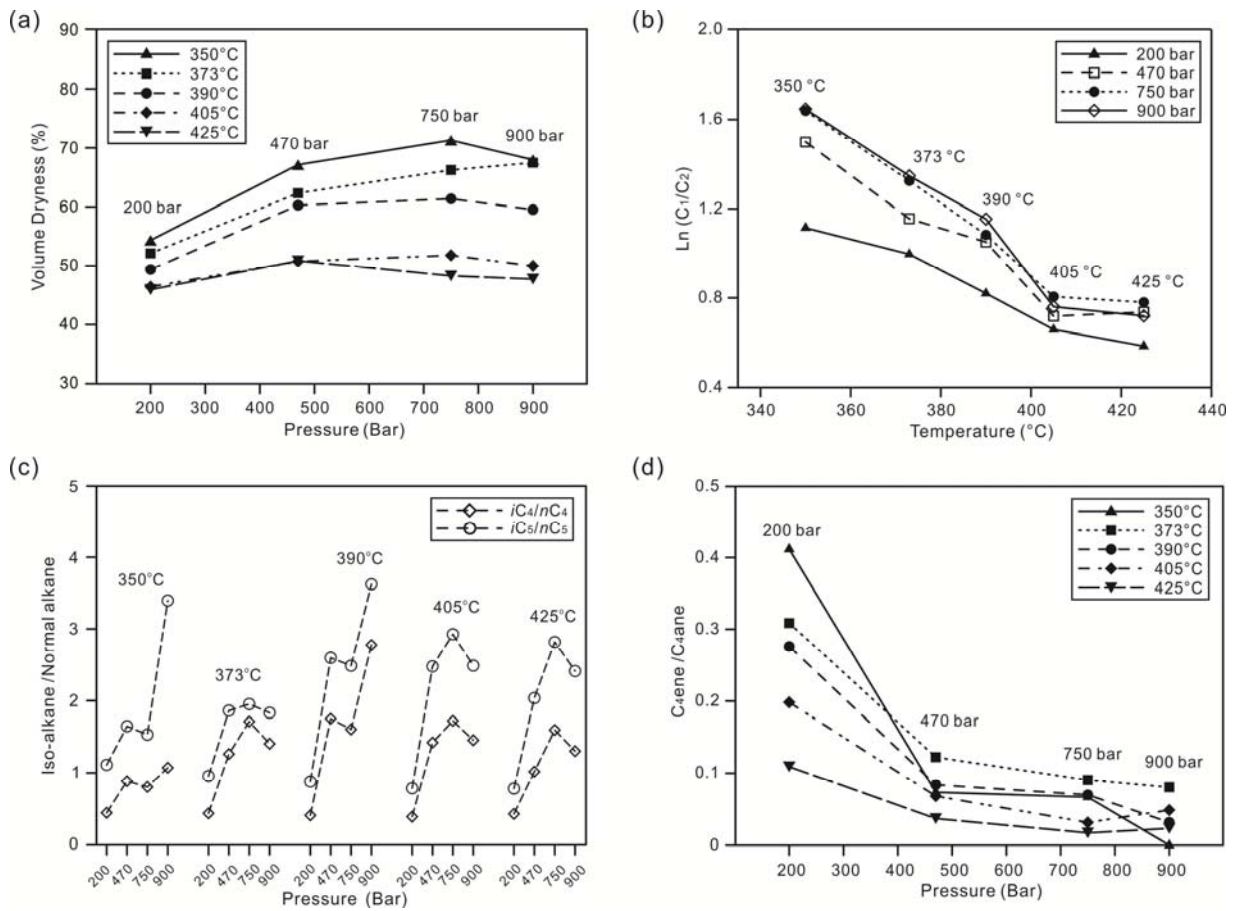 (a)
90
80
70
60
50
40
30
Volume Dryness (%)
350°C
373°C
390°C
405°C
425°C
200 bar
470 bar
750 bar
900 bar
200 300 400 500 600 700 800 900
Pressure (Bar)
(b)
2.0
1.6
1.2
0.8
0.4
Ln (C₁/C₂)
200 bar
470 bar
750 bar
900 bar
350 °C
373 °C
390 °C
405 °C
425 °C
340 360 380 400 420 440
Temperature (°C)
(c)
5
4
3
2
1
0
Iso-alkane/Normal alkane
iC₄/nC₄
iC₅/nC₅
350°C
373°C
390°C
405°C
425°C
200 470 750 900 200 470 750 900 200 470 750 900 200 470 750 900 200 470 750 900
Pressure (Bar)
(d)
0.5
0.4
0.3
0.2
0.1
0
C₄ene /C₄ane
350°C
373°C
390°C
405°C
425°C
200 bar
470 bar
750 bar
900 bar
200 300 400 500 600 700 800 900
Pressure (Bar)